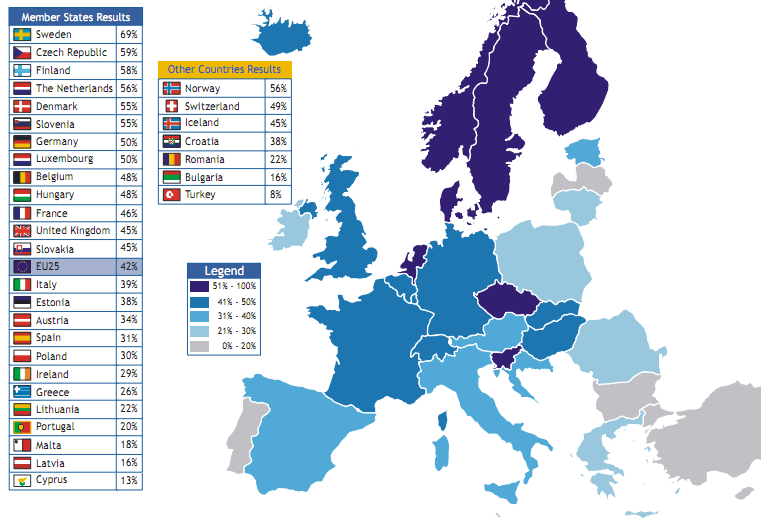 Member States Results
Sweden 69%
Czech Republic 59%
Finland 58%
The Netherlands 56%
Denmark 55%
Slovenia 55%
Germany 50%
Luxembourg 50%
Belgium 48%
Hungary 48%
France 46%
United Kingdom 45%
Slovakia 45%
EU25 42%
Italy 39%
Estonia 38%
Austria 34%
Spain 31%
Poland 30%
Ireland 29%
Greece 26%
Lithuania 22%
Portugal 20%
Malta 18%
Latvia 16%
Cyprus 13%
Other Countries Results
Norway 56%
Switzerland 49%
Iceland 45%
Croatia 38%
Romania 22%
Bulgaria 16%
Turkey 8%
Legend
51% - 100%
41% - 50%
31% - 40%
21% - 30%
0% - 20%